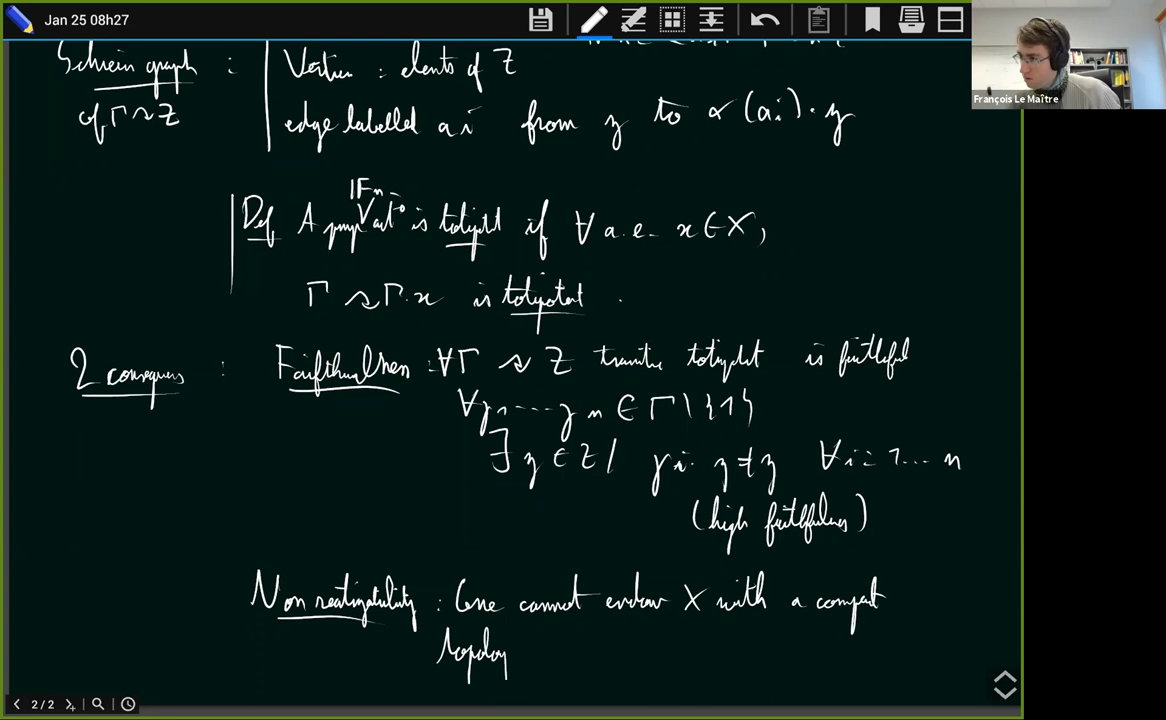 Jan 25 08h27
François Le Maître
Schreier graph : Vertices : elements of Z
of Γ ↷ Z edge labelled ai from z to α(ai)·z
Def A pmp 𝔽n-act° is totipotent if ∀ a.e. x ∈ X,
Γ ↷ Γ·x is totipotent.
2 consequences : Faithfulness : ∀Γ ↷ Z transitive totipotent is faithful
∀γ1 ... γn ∈ Γ\{1}
∃ z ∈ Z / γi·z ≠ z ∀i=1...n
(high faithfulness)
Non realizability : One cannot endow X with a compact
topology
2/2